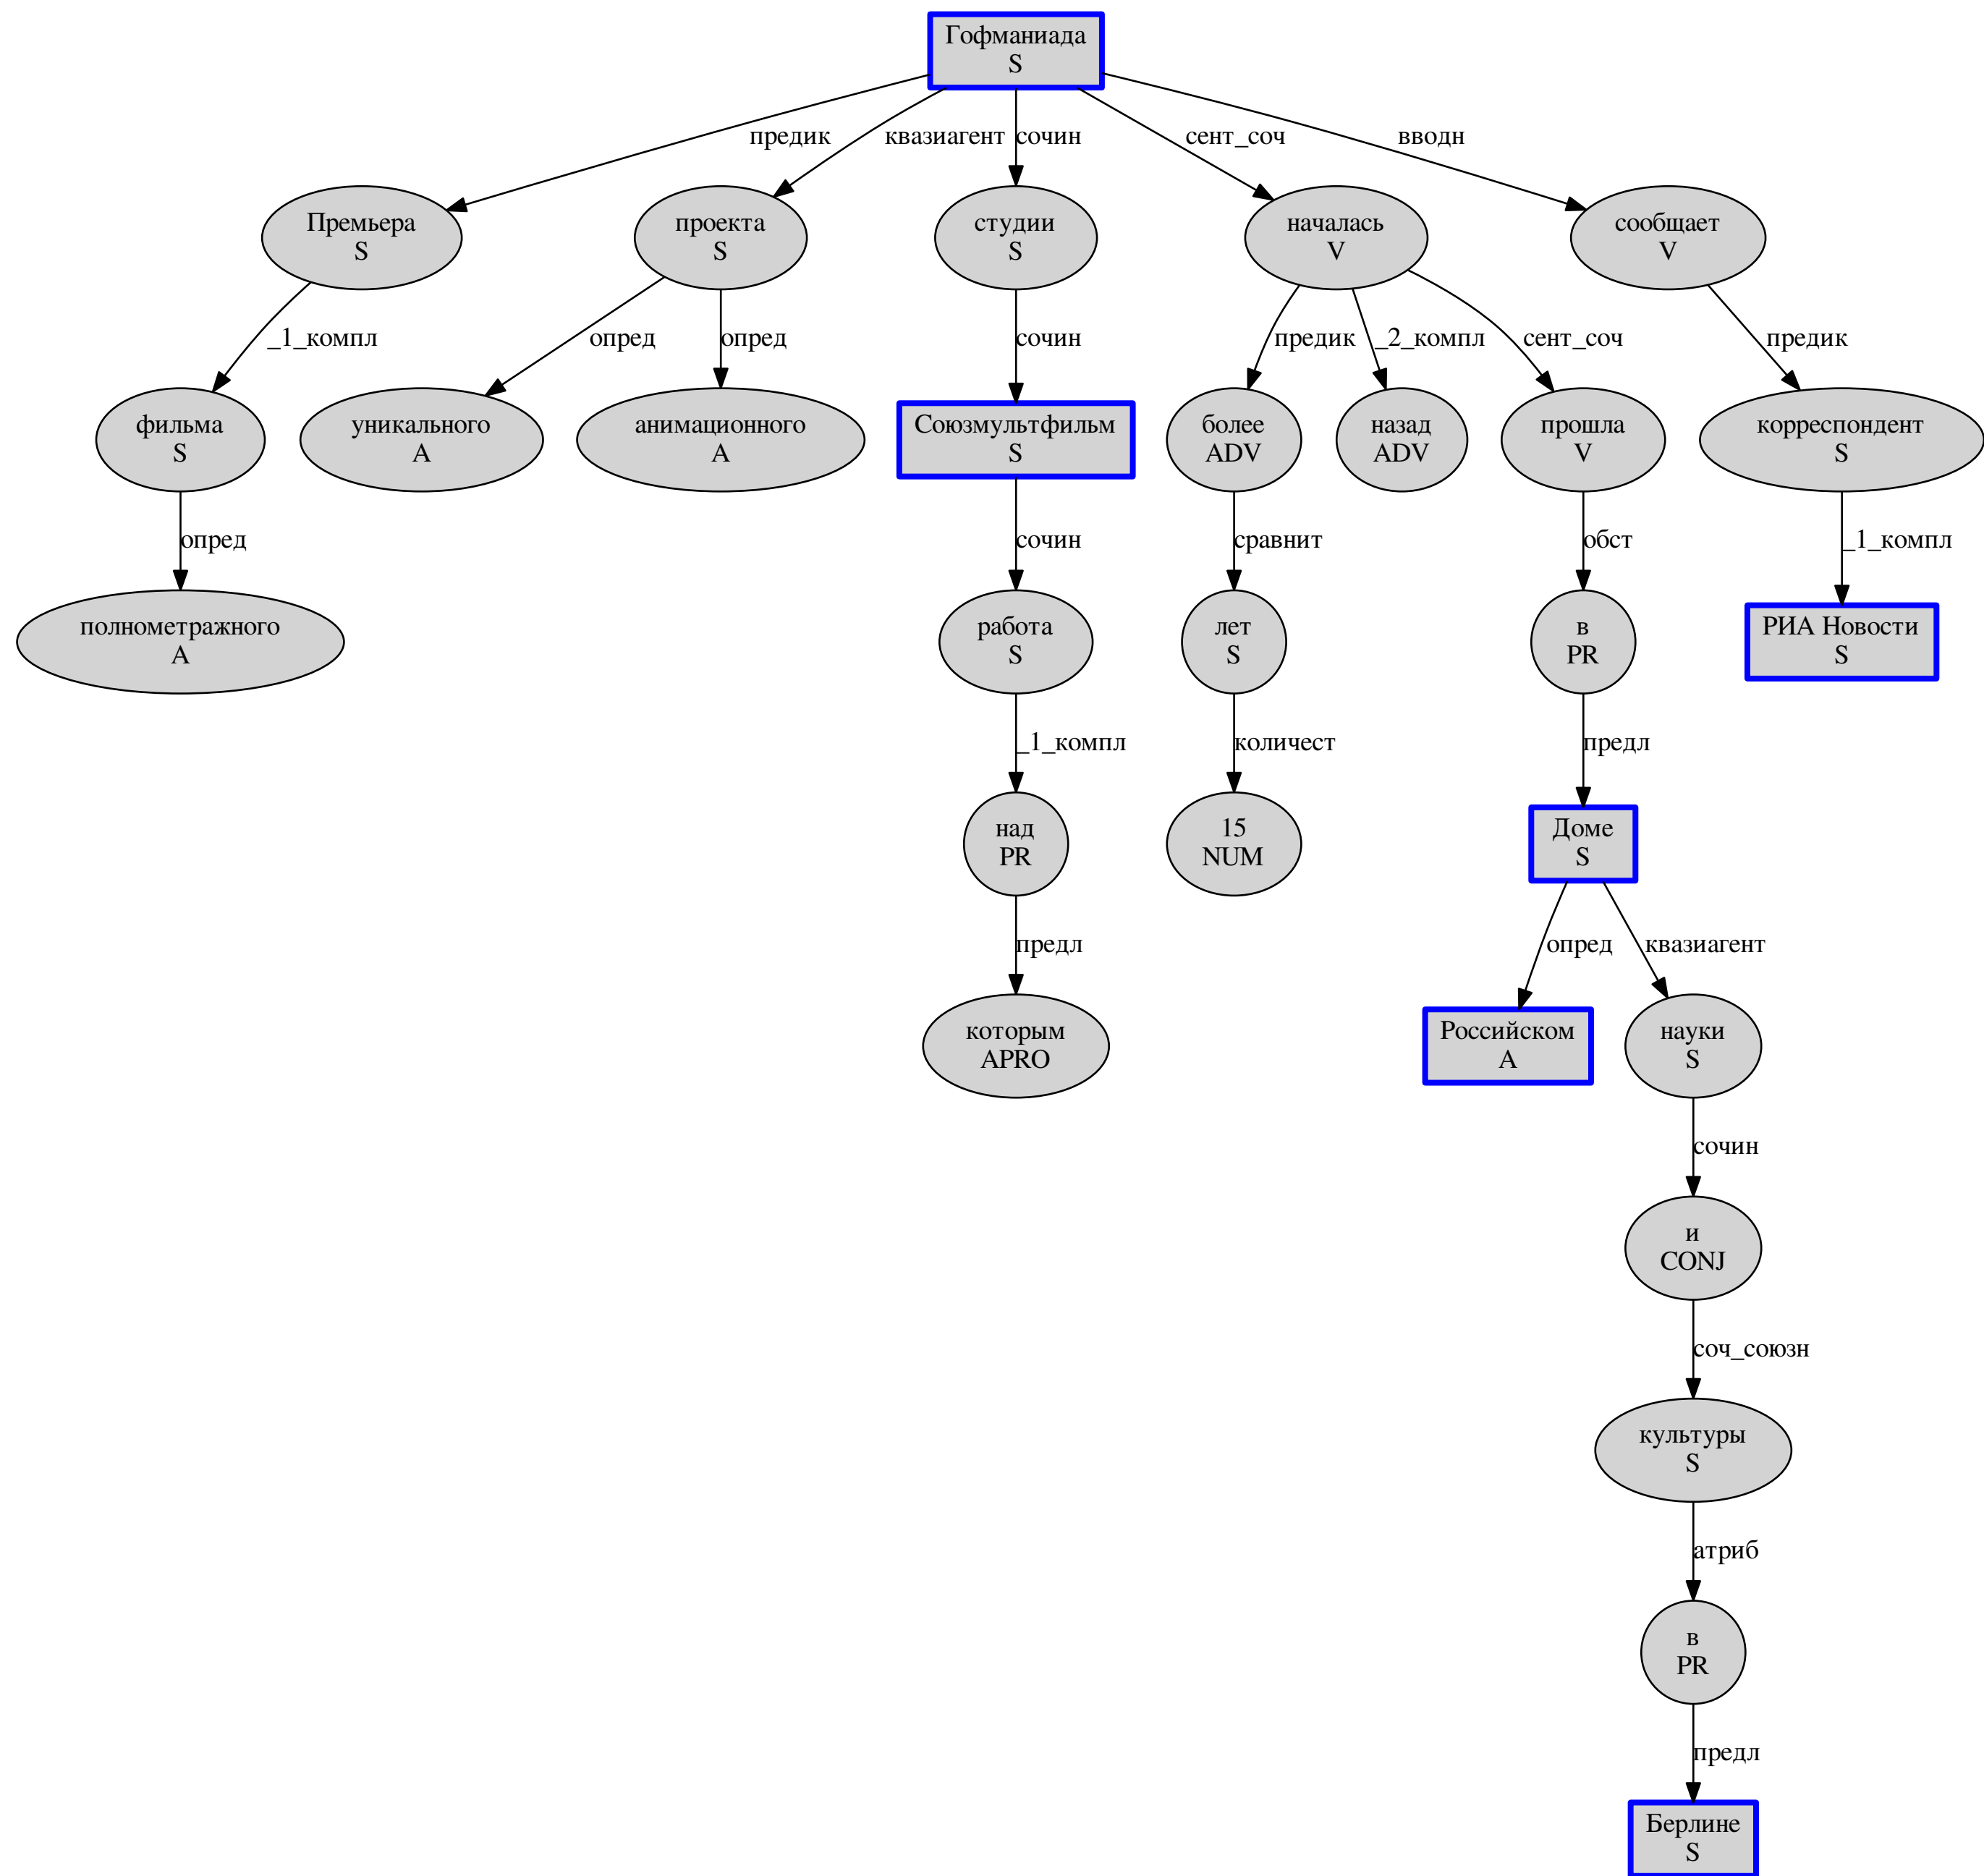 Гофманиада
S
предик
квазиагент
сочин
сент_соч
вводн
Премьера
S
проекта
S
студии
S
началась
V
сообщает
V
_1_компл
опред
опред
сочин
предик
_2_компл
сент_соч
предик
фильма
S
уникального
A
анимационного
A
Союзмультфильм
S
более
ADV
назад
ADV
прошла
V
корреспондент
S
опред
сочин
сравнит
обст
_1_компл
полнометражного
A
работа
S
лет
S
в
PR
РИА Новости
S
_1_компл
количест
предл
над
PR
15
NUM
Доме
S
предл
опред
квазиагент
которым
APRO
Российском
A
науки
S
сочин
и
CONJ
соч_союзн
культуры
S
атриб
в
PR
предл
Берлине
S